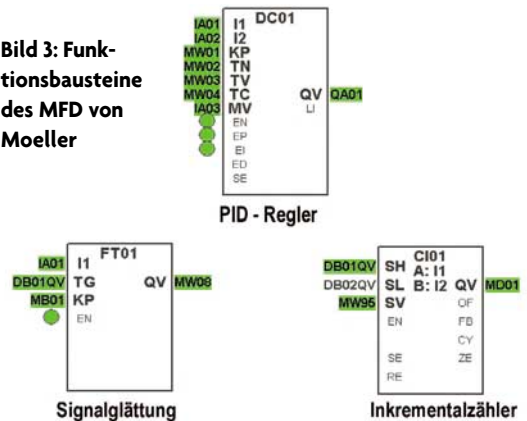 Bild 3: Funk-
tionsbausteine
des MFD von
Moeller
DC01
IA01 I1
IA02 I2
MW01 KP
MW02 TN
MW03 TV
MW04 TC QV QA01
IA03 MV LI
EN
EP
EI
ED
SE
PID - Regler
FT01
IA01 I1
DB01QV TG QV MW08
MB01 KP
EN
Signalglättung
CI01
A: I1
DB01QV SH
DB02QV SL B: I2 QV MD01
MW95 SV OF
EN FB
CY
SE ZE
RE
Inkrementalzähler